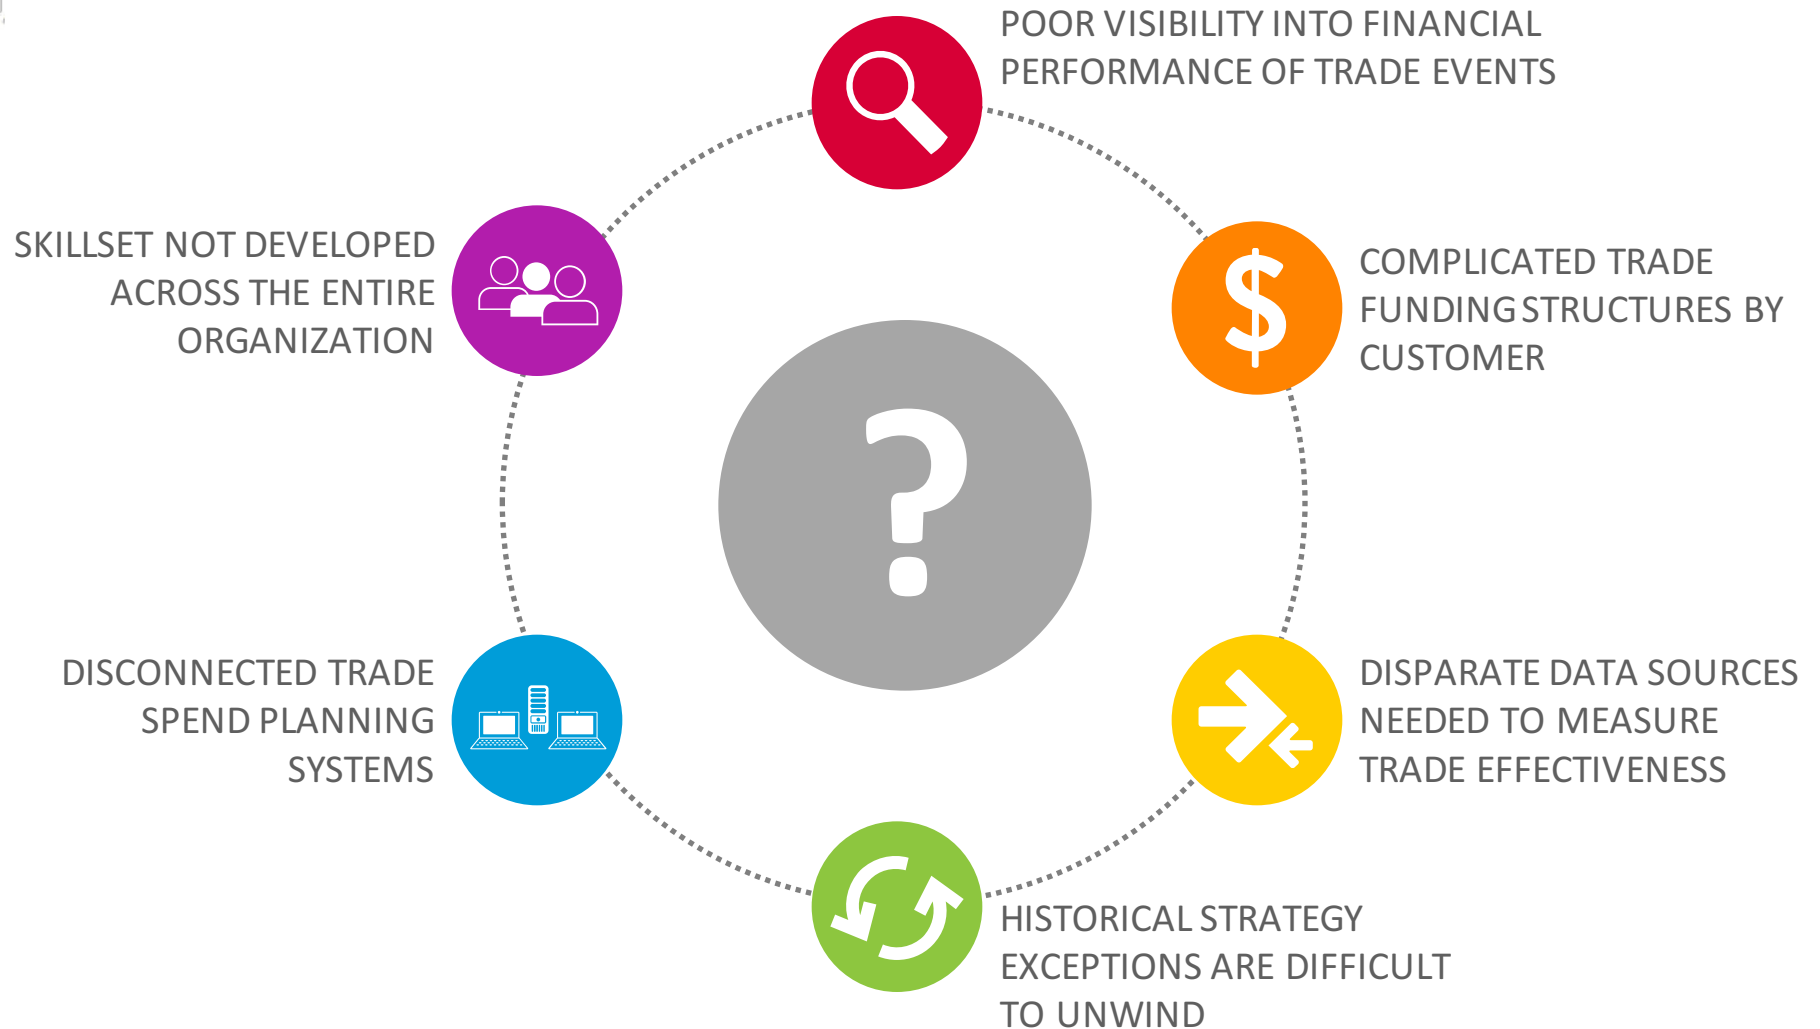 POOR VISIBILITY INTO FINANCIAL
PERFORMANCE OF TRADE EVENTS
SKILLSET NOT DEVELOPED
ACROSS THE ENTIRE
ORGANIZATION
COMPLICATED TRADE
FUNDING STRUCTURES BY
CUSTOMER
?
DISCONNECTED TRADE
SPEND PLANNING
SYSTEMS
DISPARATE DATA SOURCES
NEEDED TO MEASURE
TRADE EFFECTIVENESS
HISTORICAL STRATEGY
EXCEPTIONS ARE DIFFICULT
TO UNWIND